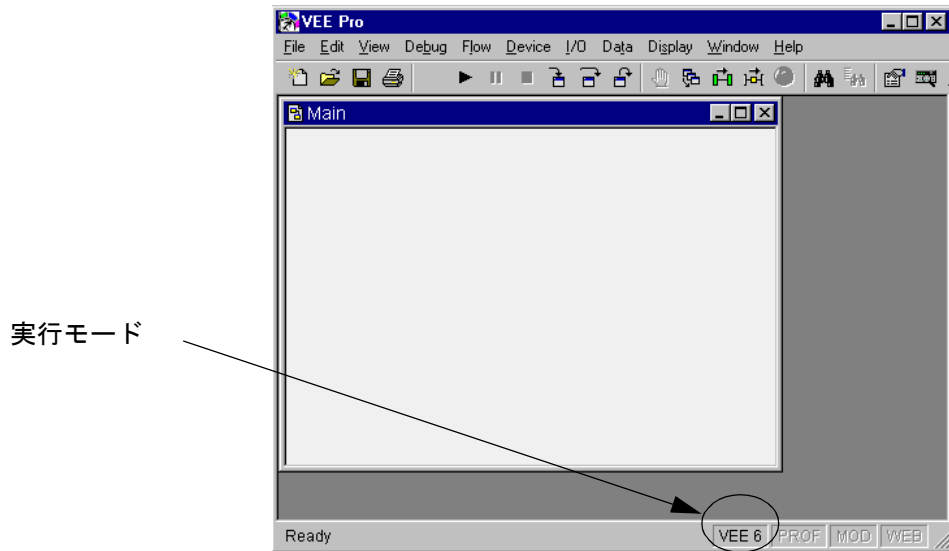 VEE Pro
File Edit View Debug Flow Device I/O Data Display Window Help
Main
実行モード
Ready VEE 6 PROF MOD WEB